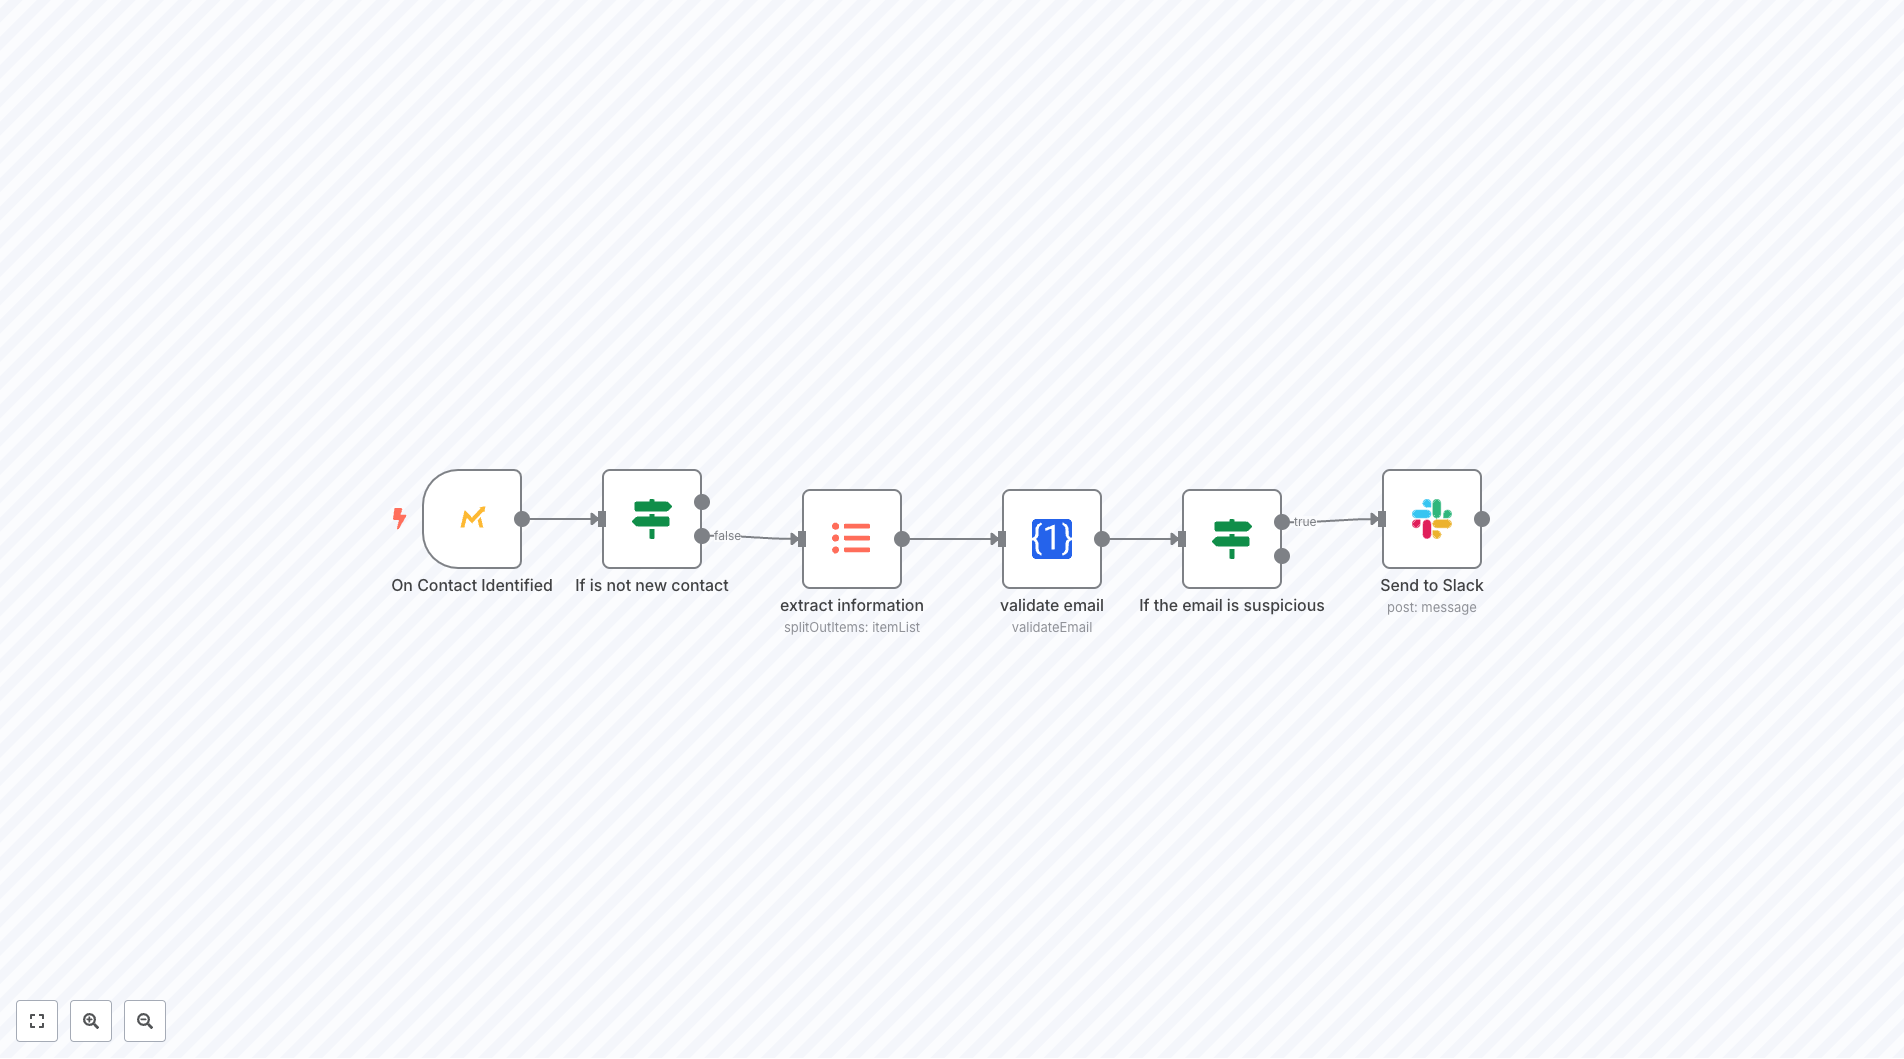 On Contact Identified
If is not new contact
false
extract information
splitOutItems: itemList
{1}
validate email
validateEmail
If the email is suspicious
true
Send to Slack
post: message